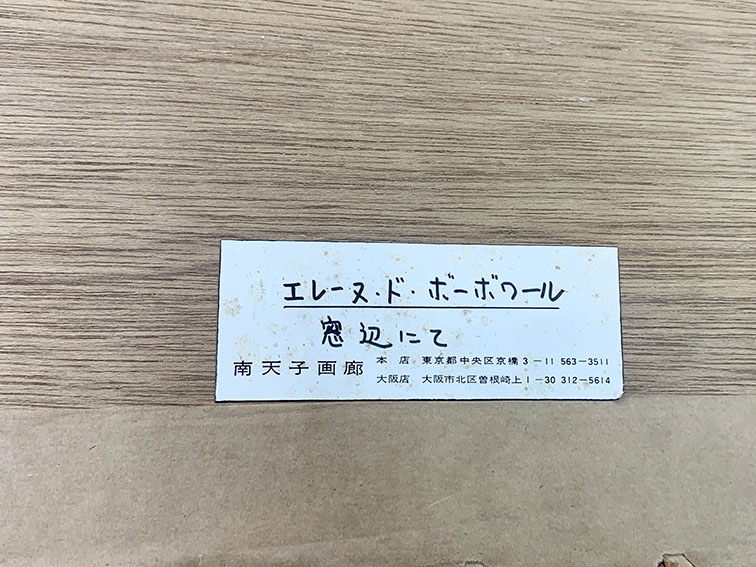 エレーヌ・ド・ボーボワール
窓辺にて
南天子画廊
本店 東京都中央区京橋3-11 563-3511
大阪店 大阪市北区曽根崎上1-30 312-5614